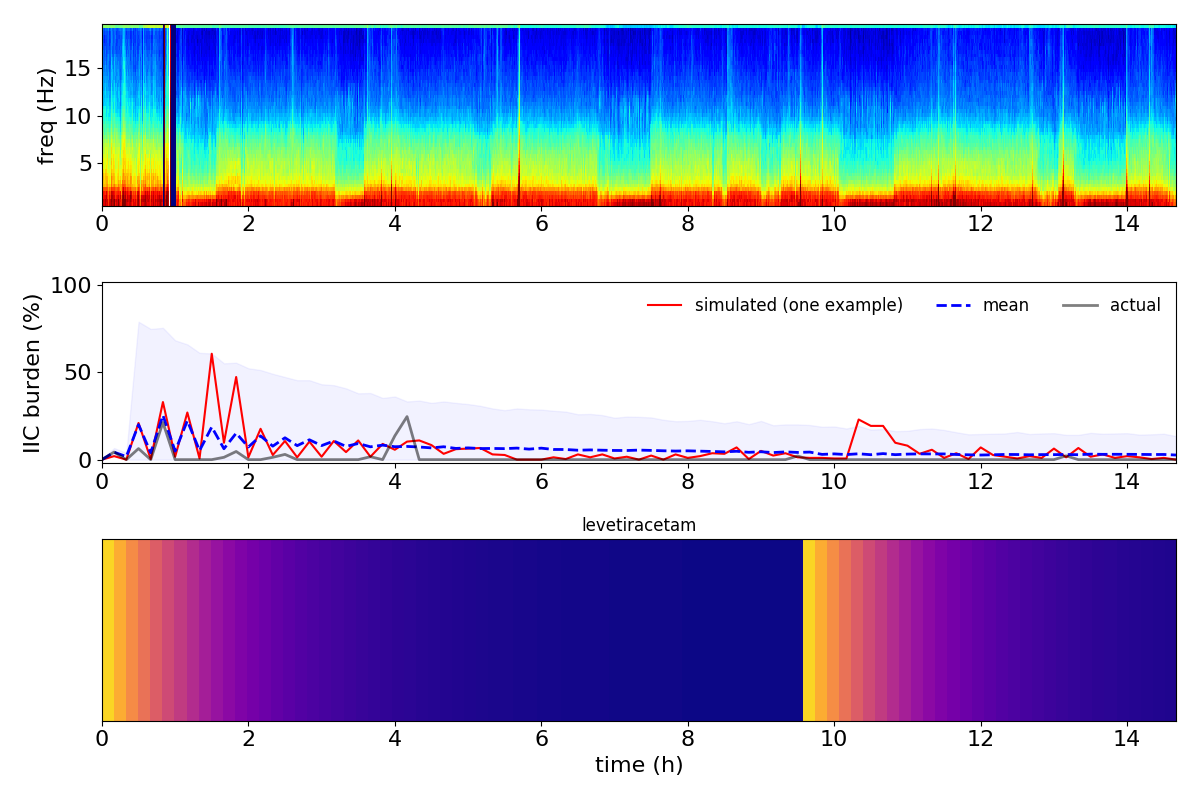 freq (Hz)
15
10
5
0 2 4 6 8 10 12 14
IIC burden (%)
100
50
0
simulated (one example) mean actual
0 2 4 6 8 10 12 14
levetiracetam
0 2 4 6 8 10 12 14
time (h)